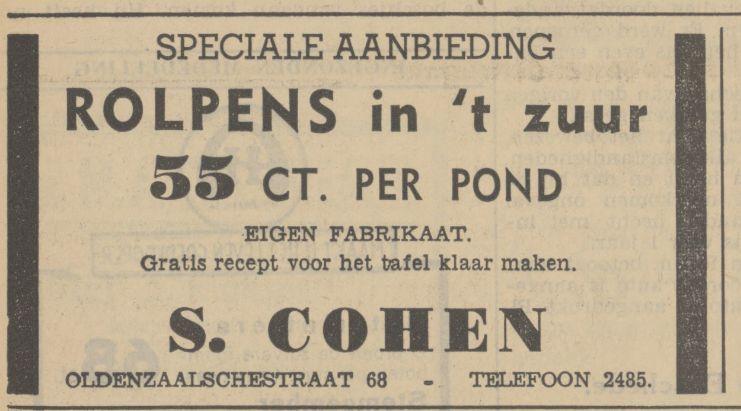 SPECIALE AANBIEDING
ROLPENS in 't zuur
55 CT. PER POND
EIGEN FABRIKAAT.
Gratis recept voor het tafel klaar maken.
S. COHEN
OLDENZAALSCHESTRAAT 68 - TELEFOON 2485.